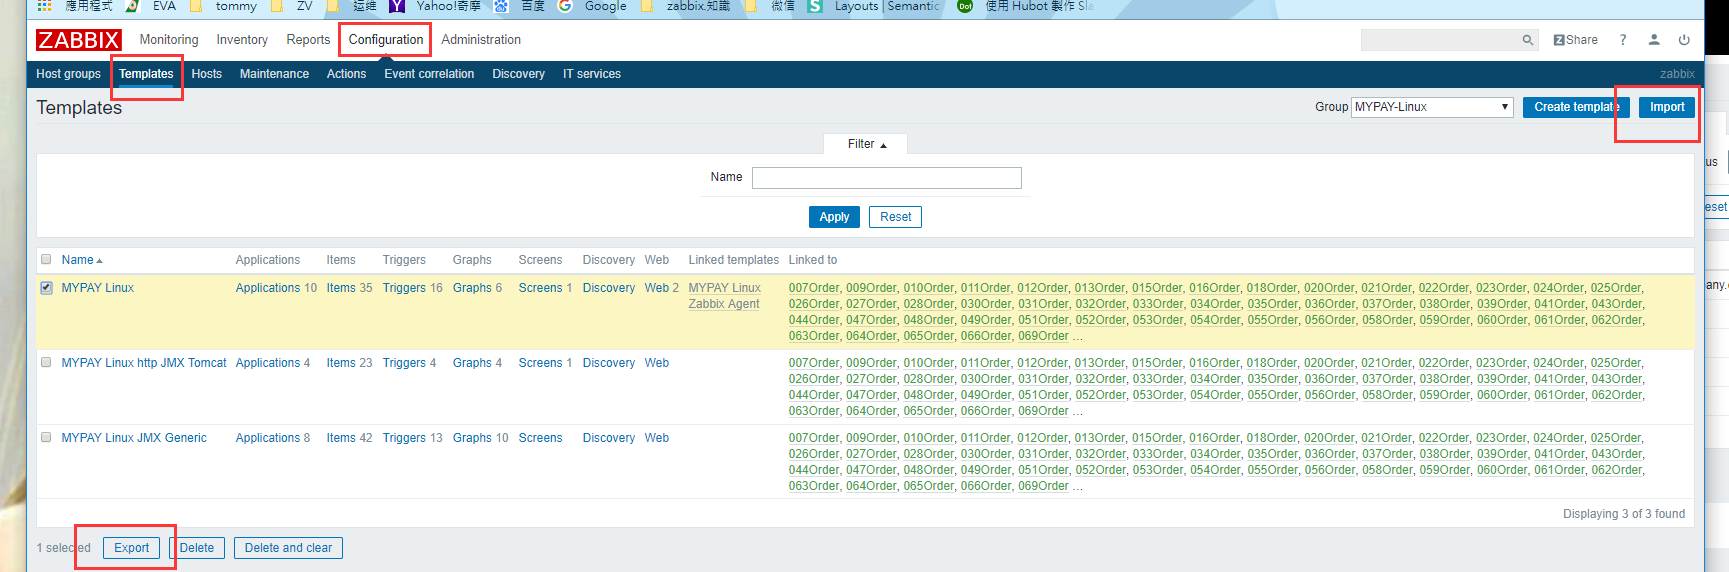 應用程式 EVA tommy ZV 運維 Yahoo!奇摩 百度 Google zabbix.知識 微信 Layouts | Semantic 使用 Hubot 製作 Sla
ZABBIX Monitoring Inventory Reports Configuration Administration Z Share ?
Host groups Templates Hosts Maintenance Actions Event correlation Discovery IT services zabbix
Templates Group MYPAY-Linux Create template Import
Filter
Name
Apply Reset
Name Applications Items Triggers Graphs Screens Discovery Web Linked templates Linked to
MYPAY Linux Applications 10 Items 35 Triggers 16 Graphs 6 Screens 1 Discovery Web 2 MYPAY Linux Zabbix Agent
007Order, 009Order, 010Order, 011Order, 012Order, 013Order, 015Order, 016Order, 018Order, 020Order, 021Order, 022Order, 023Order, 024Order, 025Order,
026Order, 027Order, 028Order, 030Order, 031Order, 032Order, 033Order, 034Order, 035Order, 036Order, 037Order, 038Order, 039Order, 041Order, 043Order,
044Order, 047Order, 048Order, 049Order, 051Order, 052Order, 053Order, 054Order, 055Order, 056Order, 058Order, 059Order, 060Order, 061Order, 062Order,
063Order, 064Order, 065Order, 066Order, 069Order ...
MYPAY Linux http JMX Tomcat Applications 4 Items 23 Triggers 4 Graphs 4 Screens 1 Discovery Web
007Order, 009Order, 010Order, 011Order, 012Order, 013Order, 015Order, 016Order, 018Order, 020Order, 021Order, 022Order, 023Order, 024Order, 025Order,
026Order, 027Order, 028Order, 030Order, 031Order, 032Order, 033Order, 034Order, 035Order, 036Order, 037Order, 038Order, 039Order, 041Order, 043Order,
044Order, 047Order, 048Order, 049Order, 051Order, 052Order, 053Order, 054Order, 055Order, 056Order, 058Order, 059Order, 060Order, 061Order, 062Order,
063Order, 064Order, 065Order, 066Order, 069Order ...
MYPAY Linux JMX Generic Applications 8 Items 42 Triggers 13 Graphs 10 Screens Discovery Web
007Order, 009Order, 010Order, 011Order, 012Order, 013Order, 015Order, 016Order, 018Order, 020Order, 021Order, 022Order, 023Order, 024Order, 025Order,
026Order, 027Order, 028Order, 030Order, 031Order, 032Order, 033Order, 034Order, 035Order, 036Order, 037Order, 038Order, 039Order, 041Order, 043Order,
044Order, 047Order, 048Order, 049Order, 051Order, 052Order, 053Order, 054Order, 055Order, 056Order, 058Order, 059Order, 060Order, 061Order, 062Order,
063Order, 064Order, 065Order, 066Order, 069Order ...
Displaying 3 of 3 found
1 selected Export Delete Delete and clear